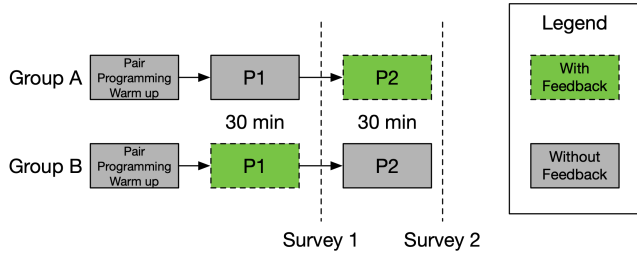 Legend
Group A
Pair
Programming
Warm up
P1
P2
With
Feedback
30 min
30 min
Group B
Pair
Programming
Warm up
P1
P2
Without
Feedback
Survey 1
Survey 2